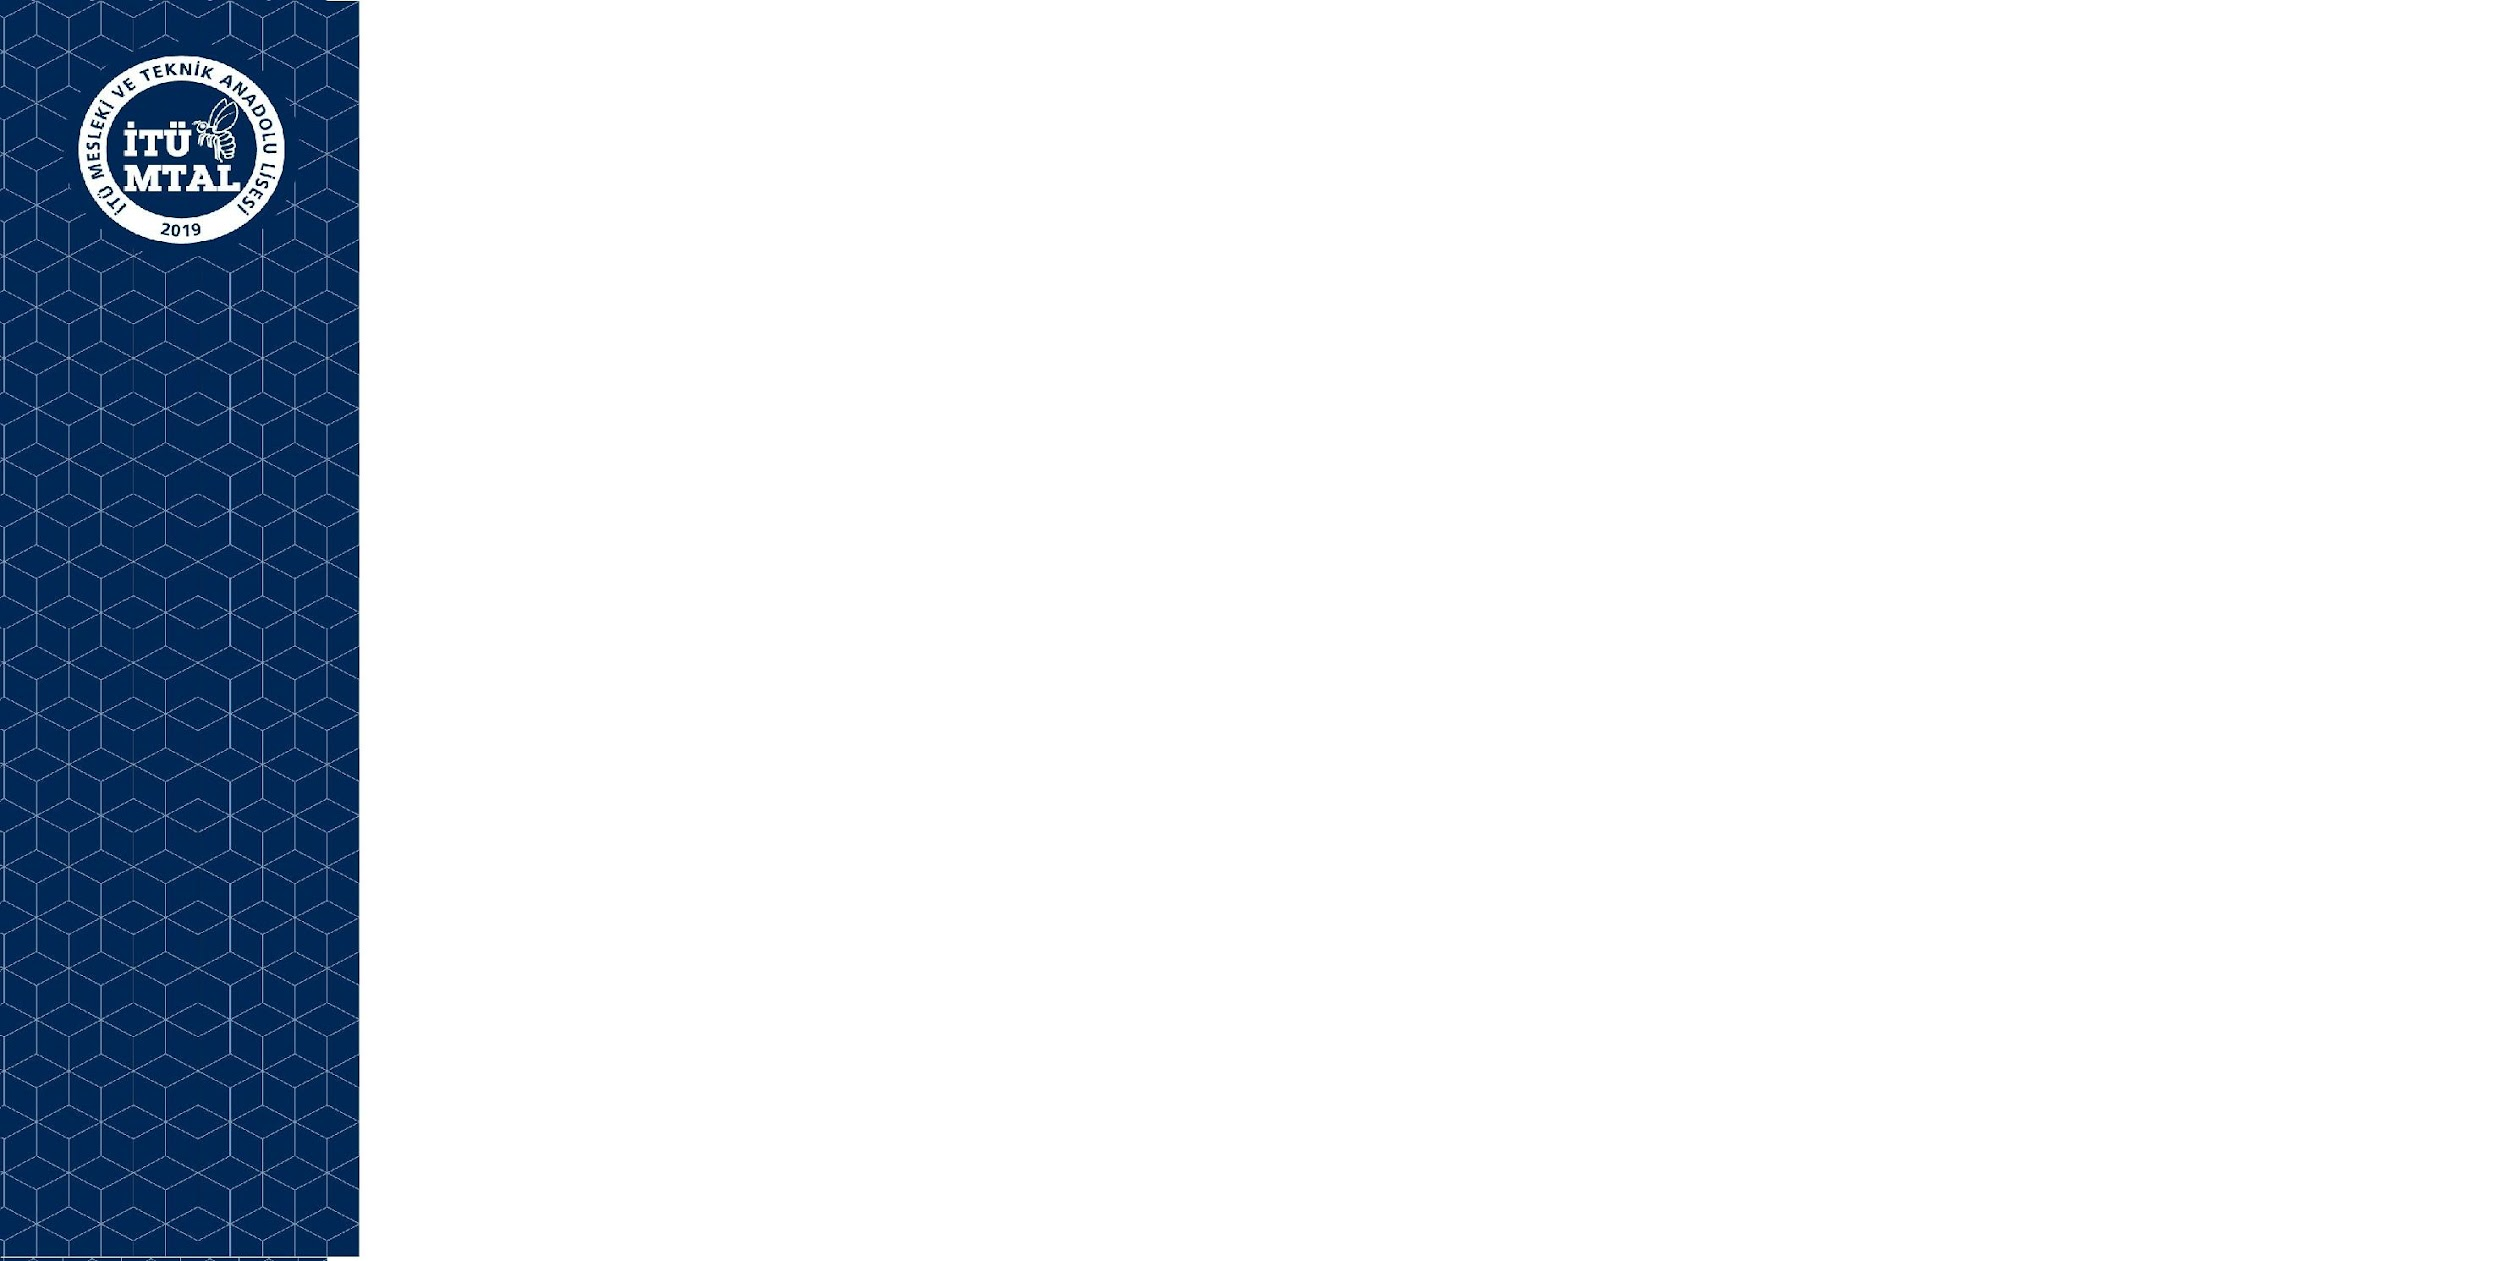 İTÜ MESLEKİ VE TEKNİK ANADOLU LİSESİ
İTÜ
MTAL
2019